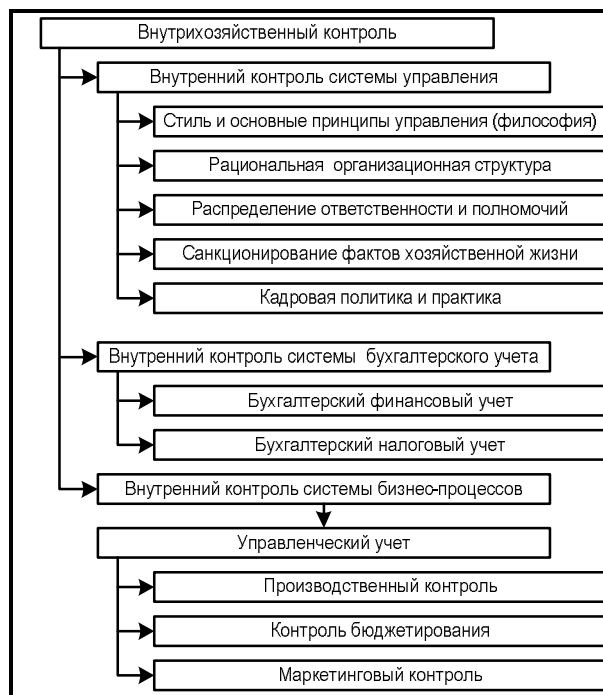 Внутрихозяйственный контроль
Внутренний контроль системы управления
Стиль и основные принципы управления (философия)
Рациональная организационная структура
Распределение ответственности и полномочий
Санкционирование фактов хозяйственной жизни
Кадровая политика и практика
Внутренний контроль системы бухгалтерского учета
Бухгалтерский финансовый учет
Бухгалтерский налоговый учет
Внутренний контроль системы бизнес-процессов
Управленческий учет
Производственный контроль
Контроль бюджетирования
Маркетинговый контроль